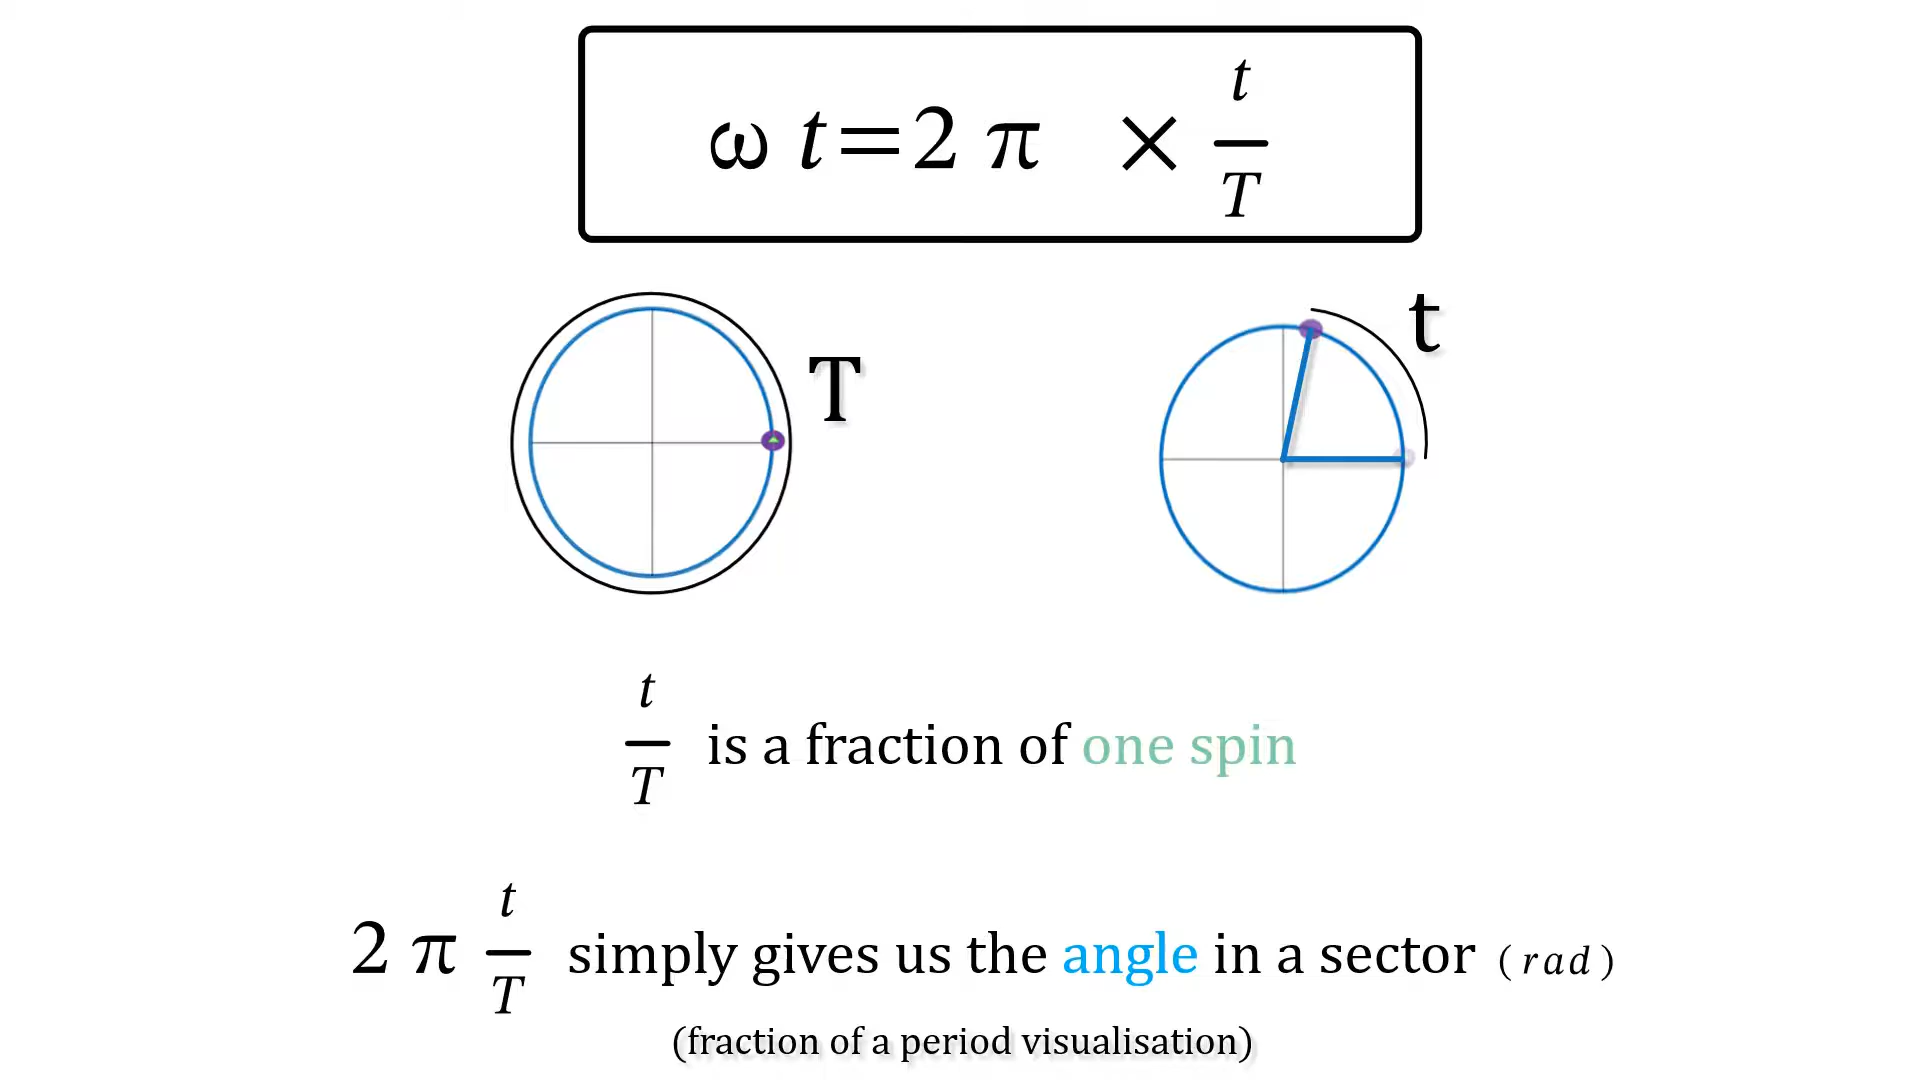 ω t = 2 π × t/T
T
t
t/T is a fraction of one spin
2 π t/T simply gives us the angle in a sector (rad)
(fraction of a period visualisation)